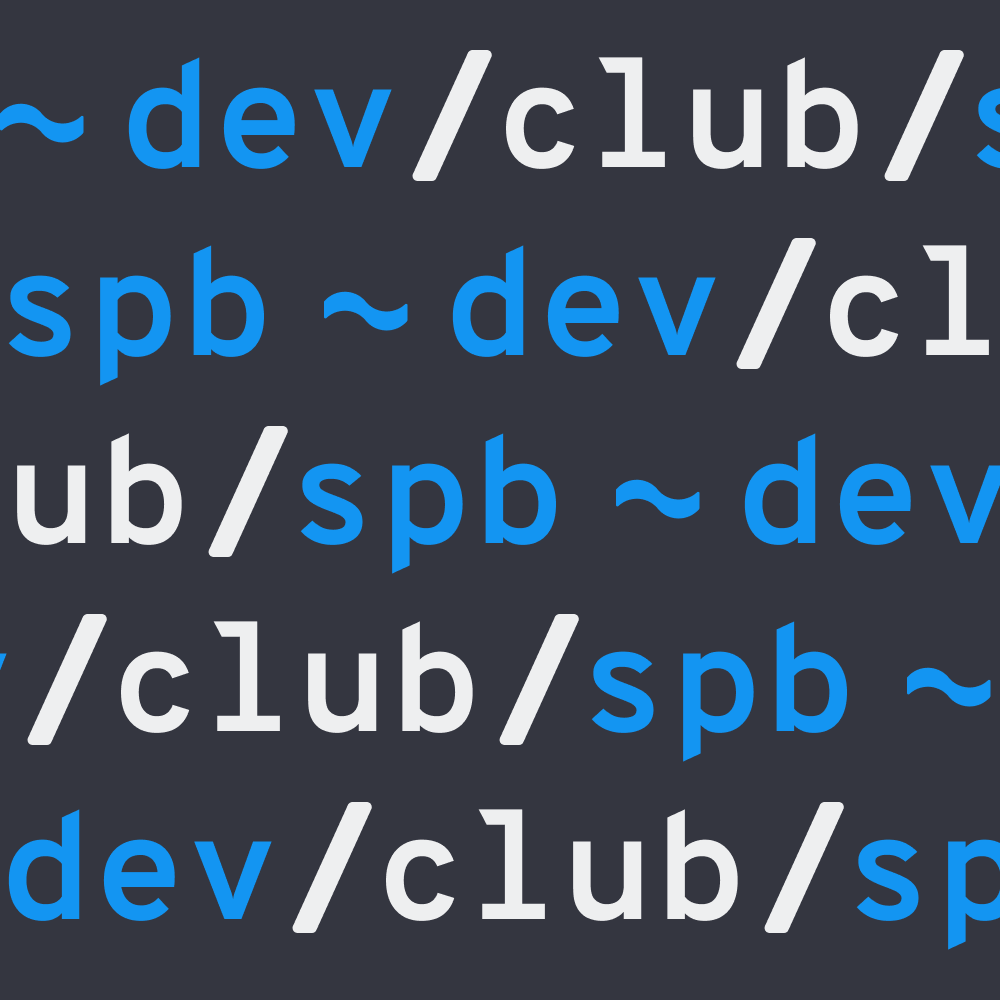 ~ dev/club/s
spb ~ dev/cl
ub/spb ~ dev
/club/spb ~
dev/club/sp